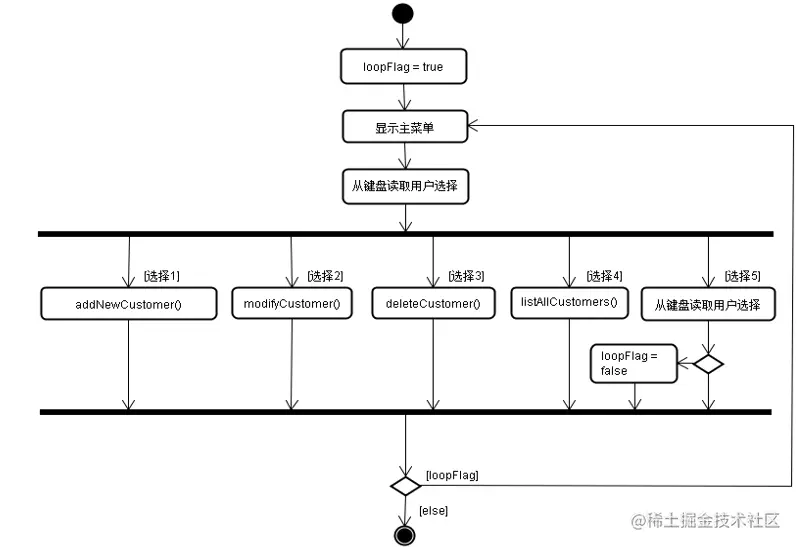 loopFlag = true
显示主菜单
从键盘读取用户选择
[选择1]
[选择2]
[选择3]
[选择4]
[选择5]
addNewCustomer()
modifyCustomer()
deleteCustomer()
listAllCustomers()
从键盘读取用户选择
loopFlag =
false
[loopFlag]
[else]
@稀土掘金技术社区